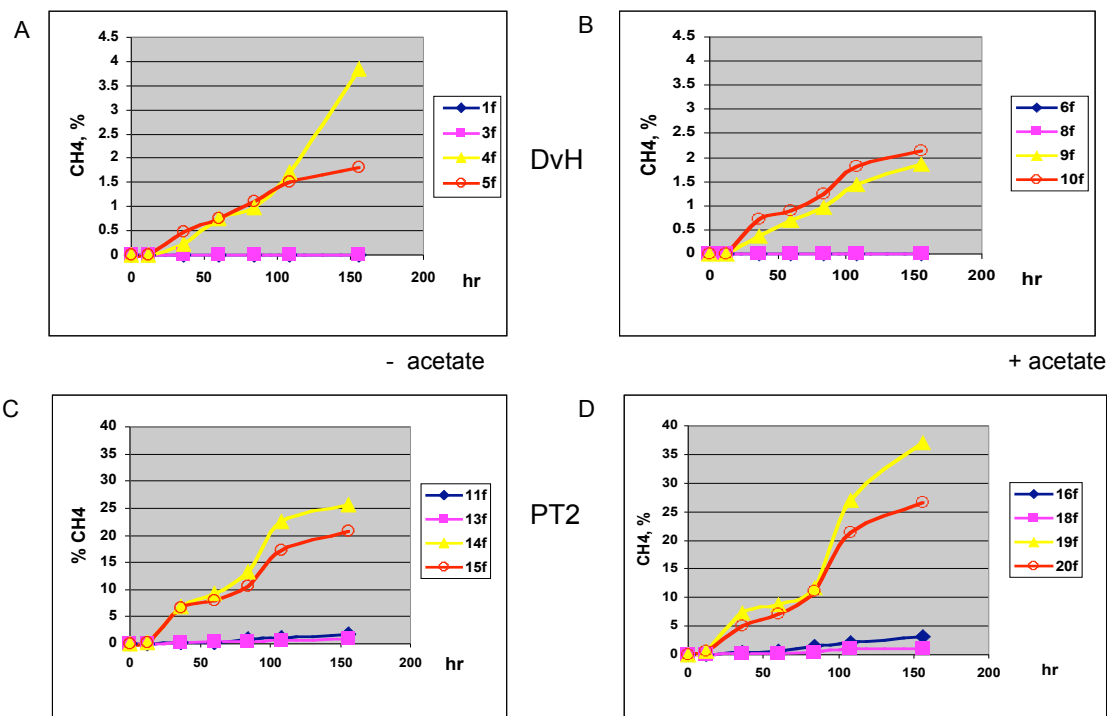 A
CH4, %
4.5
4
3.5
3
2.5
2
1.5
1
0.5
0
0
50
100
150
200
hr
1f
3f
4f
5f
DvH
B
CH4, %
4.5
4
3.5
3
2.5
2
1.5
1
0.5
0
0
50
100
150
200
hr
6f
8f
9f
10f
- acetate
+ acetate
C
% CH4
40
35
30
25
20
15
10
5
0
0
50
100
150
200
hr
11f
13f
14f
15f
PT2
D
CH4, %
40
35
30
25
20
15
10
5
0
0
50
100
150
200
hr
16f
18f
19f
20f